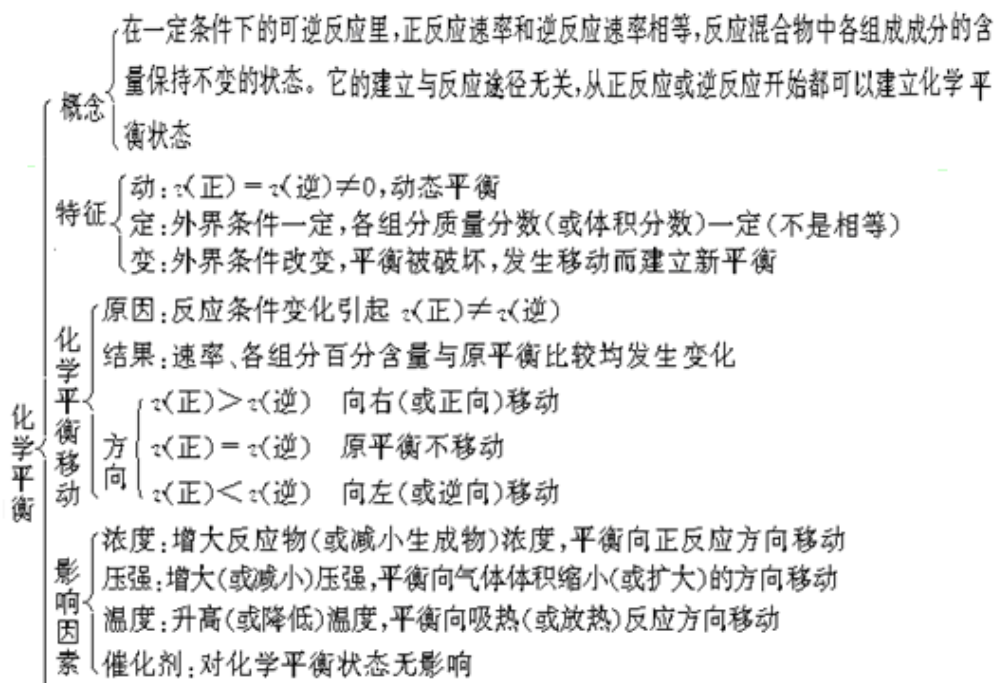 在一定条件下的可逆反应里,正反应速率和逆反应速率相等,反应混合物中各组成成分的含
量保持不变的状态。它的建立与反应途径无关,从正反应或逆反应开始都可以建立化学平
衡状态
概念
特征
动:v(正)=v(逆)≠0,动态平衡
定:外界条件一定,各组分质量分数(或体积分数)一定(不是相等)
变:外界条件改变,平衡被破坏,发生移动而建立新平衡
化学平衡
化学平衡移动
原因:反应条件变化引起 v(正)≠v(逆)
结果:速率、各组分百分含量与原平衡比较均发生变化
方向
v(正)>v(逆) 向右(或正向)移动
v(正)=v(逆) 原平衡不移动
v(正)<v(逆) 向左(或逆向)移动
影响因素
浓度:增大反应物(或减小生成物)浓度,平衡向正反应方向移动
压强:增大(或减小)压强,平衡向气体体积缩小(或扩大)的方向移动
温度:升高(或降低)温度,平衡向吸热(或放热)反应方向移动
催化剂:对化学平衡状态无影响